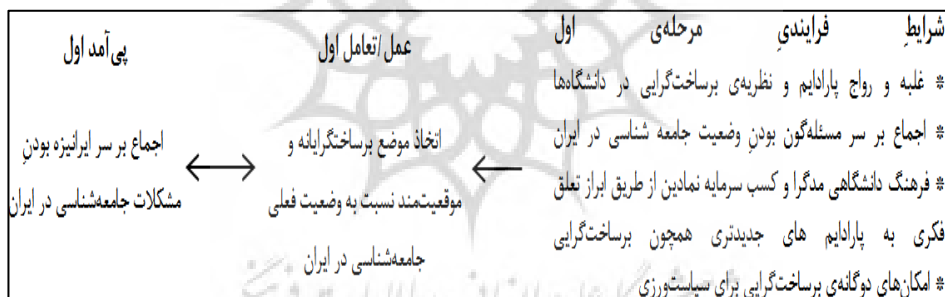 شرایطِ فرایندیِ مرحله‌ی اول
* غلبه و رواج پارادایم و نظریه‌ی برساخت‌گرایی در دانشگاه‌ها
* اجماع بر سر مسئله‌گون بودنِ وضعیت جامعه شناسی در ایران
* فرهنگ دانشگاهی مدگرا و کسب سرمایه نمادین از طریق ابراز تعلق
فکری به پارادایم های جدیدتری همچون برساخت‌گرایی
* امکان‌های دوگانه‌ی برساخت‌گرایی برای سیاست‌ورزی
عمل/تعامل اول
اتخاذ موضع برساختگرایانه و
موقعیت‌مند نسبت به وضعیت فعلی
جامعه‌شناسی در ایران
پی‌آمد اول
اجماع بر سر ایرانیزه بودنِ
مشکلات جامعه‌شناسی در ایران